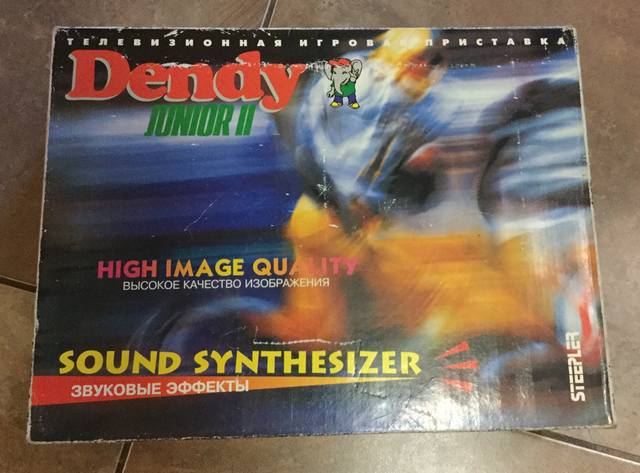 ТЕЛЕВИЗИОННАЯ ИГРОВАЯ ПРИСТАВКА
Dendy
JUNIOR II
HIGH IMAGE QUALITY
ВЫСОКОЕ КАЧЕСТВО ИЗОБРАЖЕНИЯ
SOUND SYNTHESIZER
ЗВУКОВЫЕ ЭФФЕКТЫ
STEEPLER